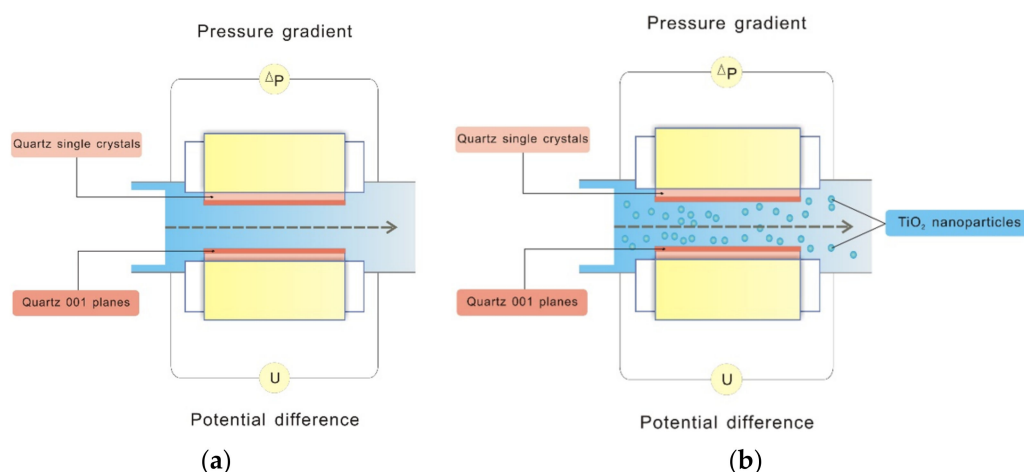 Pressure gradient
ΔP
Quartz single crystals
Quartz 001 planes
U
Potential difference
(a)
Pressure gradient
ΔP
Quartz single crystals
TiO₂ nanoparticles
Quartz 001 planes
U
Potential difference
(b)